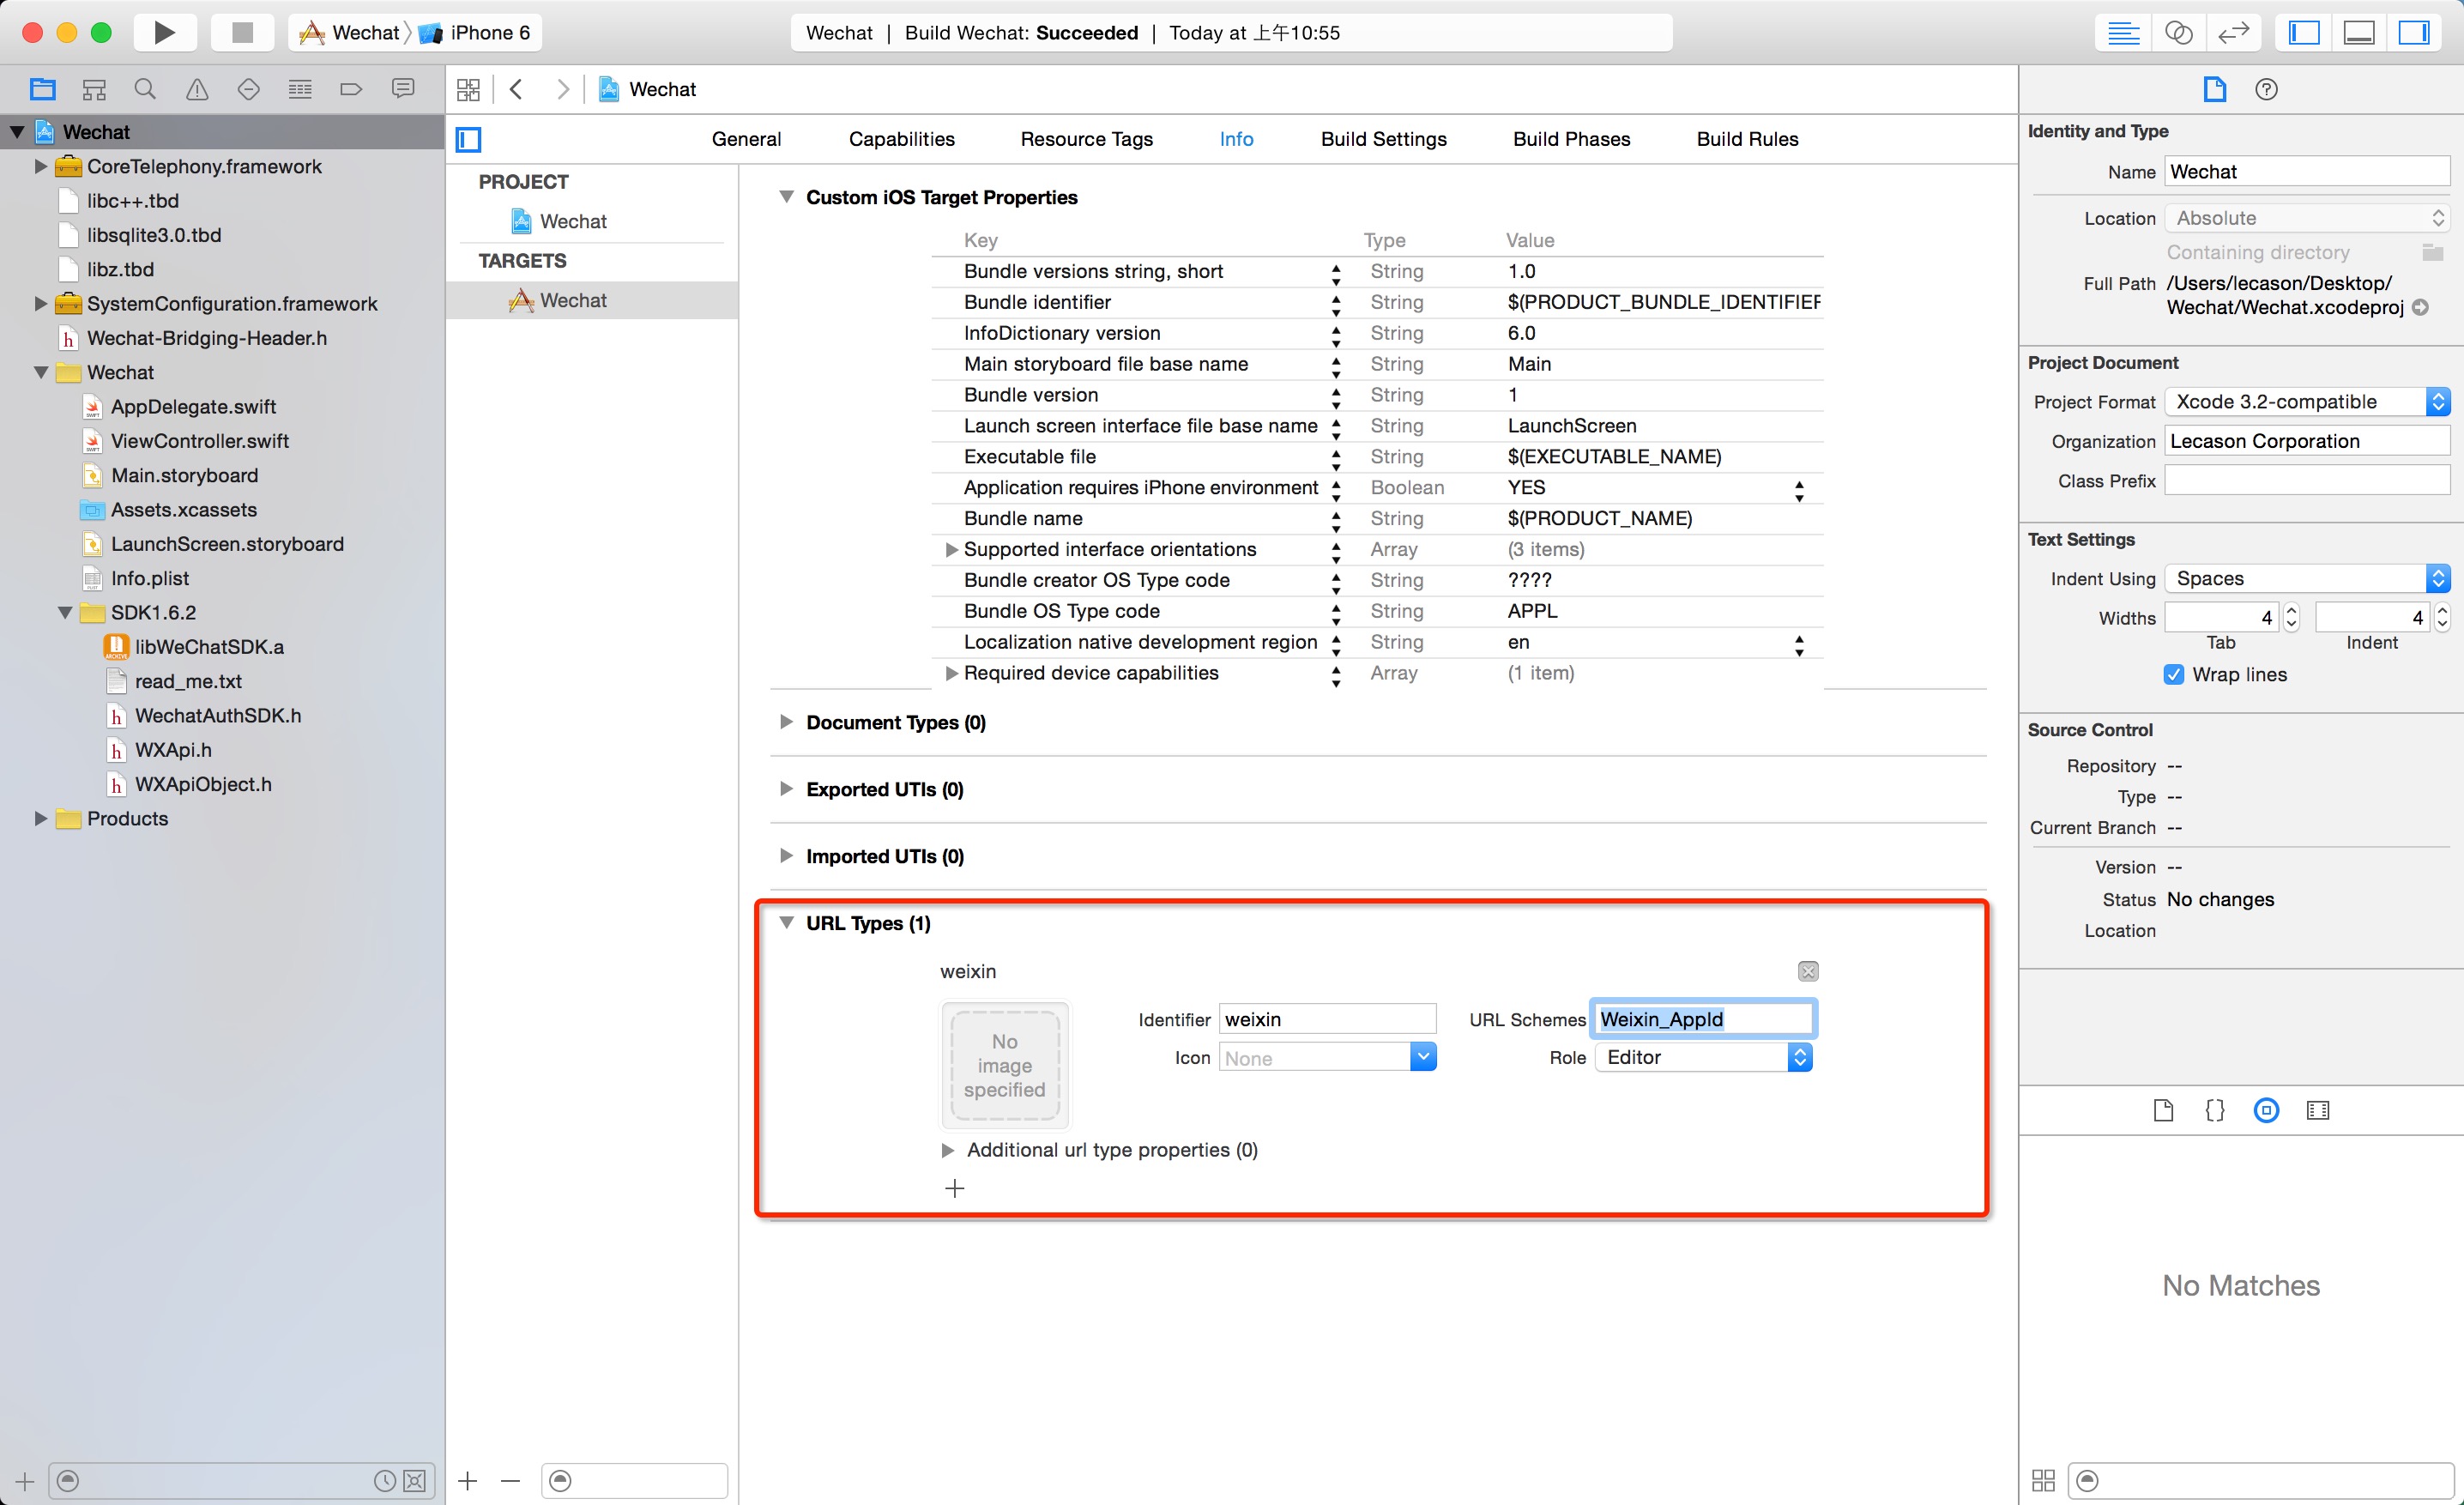 Wechat 〉 iPhone 6
Wechat | Build Wechat: Succeeded | Today at 上午10:55
Wechat
Wechat
CoreTelephony.framework
libc++.tbd
libsqlite3.0.tbd
libz.tbd
SystemConfiguration.framework
Wechat-Bridging-Header.h
Wechat
AppDelegate.swift
ViewController.swift
Main.storyboard
Assets.xcassets
LaunchScreen.storyboard
Info.plist
SDK1.6.2
libWeChatSDK.a
read_me.txt
WechatAuthSDK.h
WXApi.h
WXApiObject.h
Products
General Capabilities Resource Tags Info Build Settings Build Phases Build Rules
PROJECT
Wechat
TARGETS
Wechat
Custom iOS Target Properties
Key Type Value
Bundle versions string, short String 1.0
Bundle identifier String $(PRODUCT_BUNDLE_IDENTIFIER
InfoDictionary version String 6.0
Main storyboard file base name String Main
Bundle version String 1
Launch screen interface file base name String LaunchScreen
Executable file String $(EXECUTABLE_NAME)
Application requires iPhone environment Boolean YES
Bundle name String $(PRODUCT_NAME)
Supported interface orientations Array (3 items)
Bundle creator OS Type code String ????
Bundle OS Type code String APPL
Localization native development region String en
Required device capabilities Array (1 item)
Document Types (0)
Exported UTIs (0)
Imported UTIs (0)
URL Types (1)
weixin
No
image
specified
Identifier weixin URL Schemes Weixin_AppId
Icon None Role Editor
Additional url type properties (0)
Identity and Type
Name Wechat
Location Absolute
Containing directory
Full Path /Users/lecason/Desktop/
Wechat/Wechat.xcodeproj
Project Document
Project Format Xcode 3.2-compatible
Organization Lecason Corporation
Class Prefix
Text Settings
Indent Using Spaces
Widths 4 4
Tab Indent
Wrap lines
Source Control
Repository --
Type --
Current Branch --
Version --
Status No changes
Location
No Matches